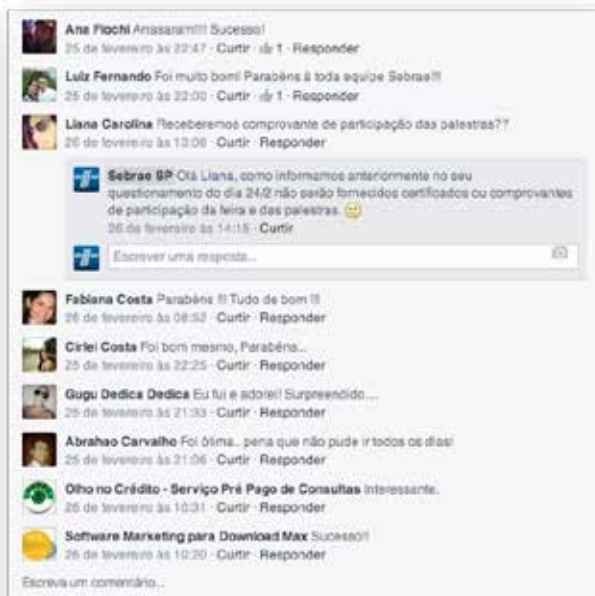 Ana Fiochi Arrasaram!!!! Sucesso!
25 de fevereiro às 22:47 · Curtir · 1 · Responder
Luiz Fernando Foi muito bom! Parabéns à toda equipe Sebrae!!!
25 de fevereiro às 22:00 · Curtir · 1 · Responder
Liana Carolina Receberemos comprovante de participação das palestras??
26 de fevereiro às 13:06 · Curtir · Responder
Sebrae SP Olá Liana, como informamos anteriormente no seu
questionamento do dia 24/2 não serão fornecidos certificados ou comprovantes
de participação da feira e das palestras.
26 de fevereiro às 14:15 · Curtir
Escrever uma resposta...
Fabiana Costa Parabéns !!! Tudo de bom !!!
26 de fevereiro às 08:52 · Curtir · Responder
Cirlei Costa Foi bom mesmo, Parabéns...
25 de fevereiro às 22:25 · Curtir · Responder
Gugu Dedica Dedica Eu fui e adorei! Surpreendido....
25 de fevereiro às 21:33 · Curtir · Responder
Abrahao Carvalho Foi ótima.. pena que não pude ir todos os dias!
25 de fevereiro às 21:06 · Curtir · Responder
Olho no Crédito - Serviço Pré Pago de Consultas Interessante.
26 de fevereiro às 10:31 · Curtir · Responder
Software Marketing para Download Max Sucesso!!
26 de fevereiro às 10:20 · Curtir · Responder
Escreva um comentário...